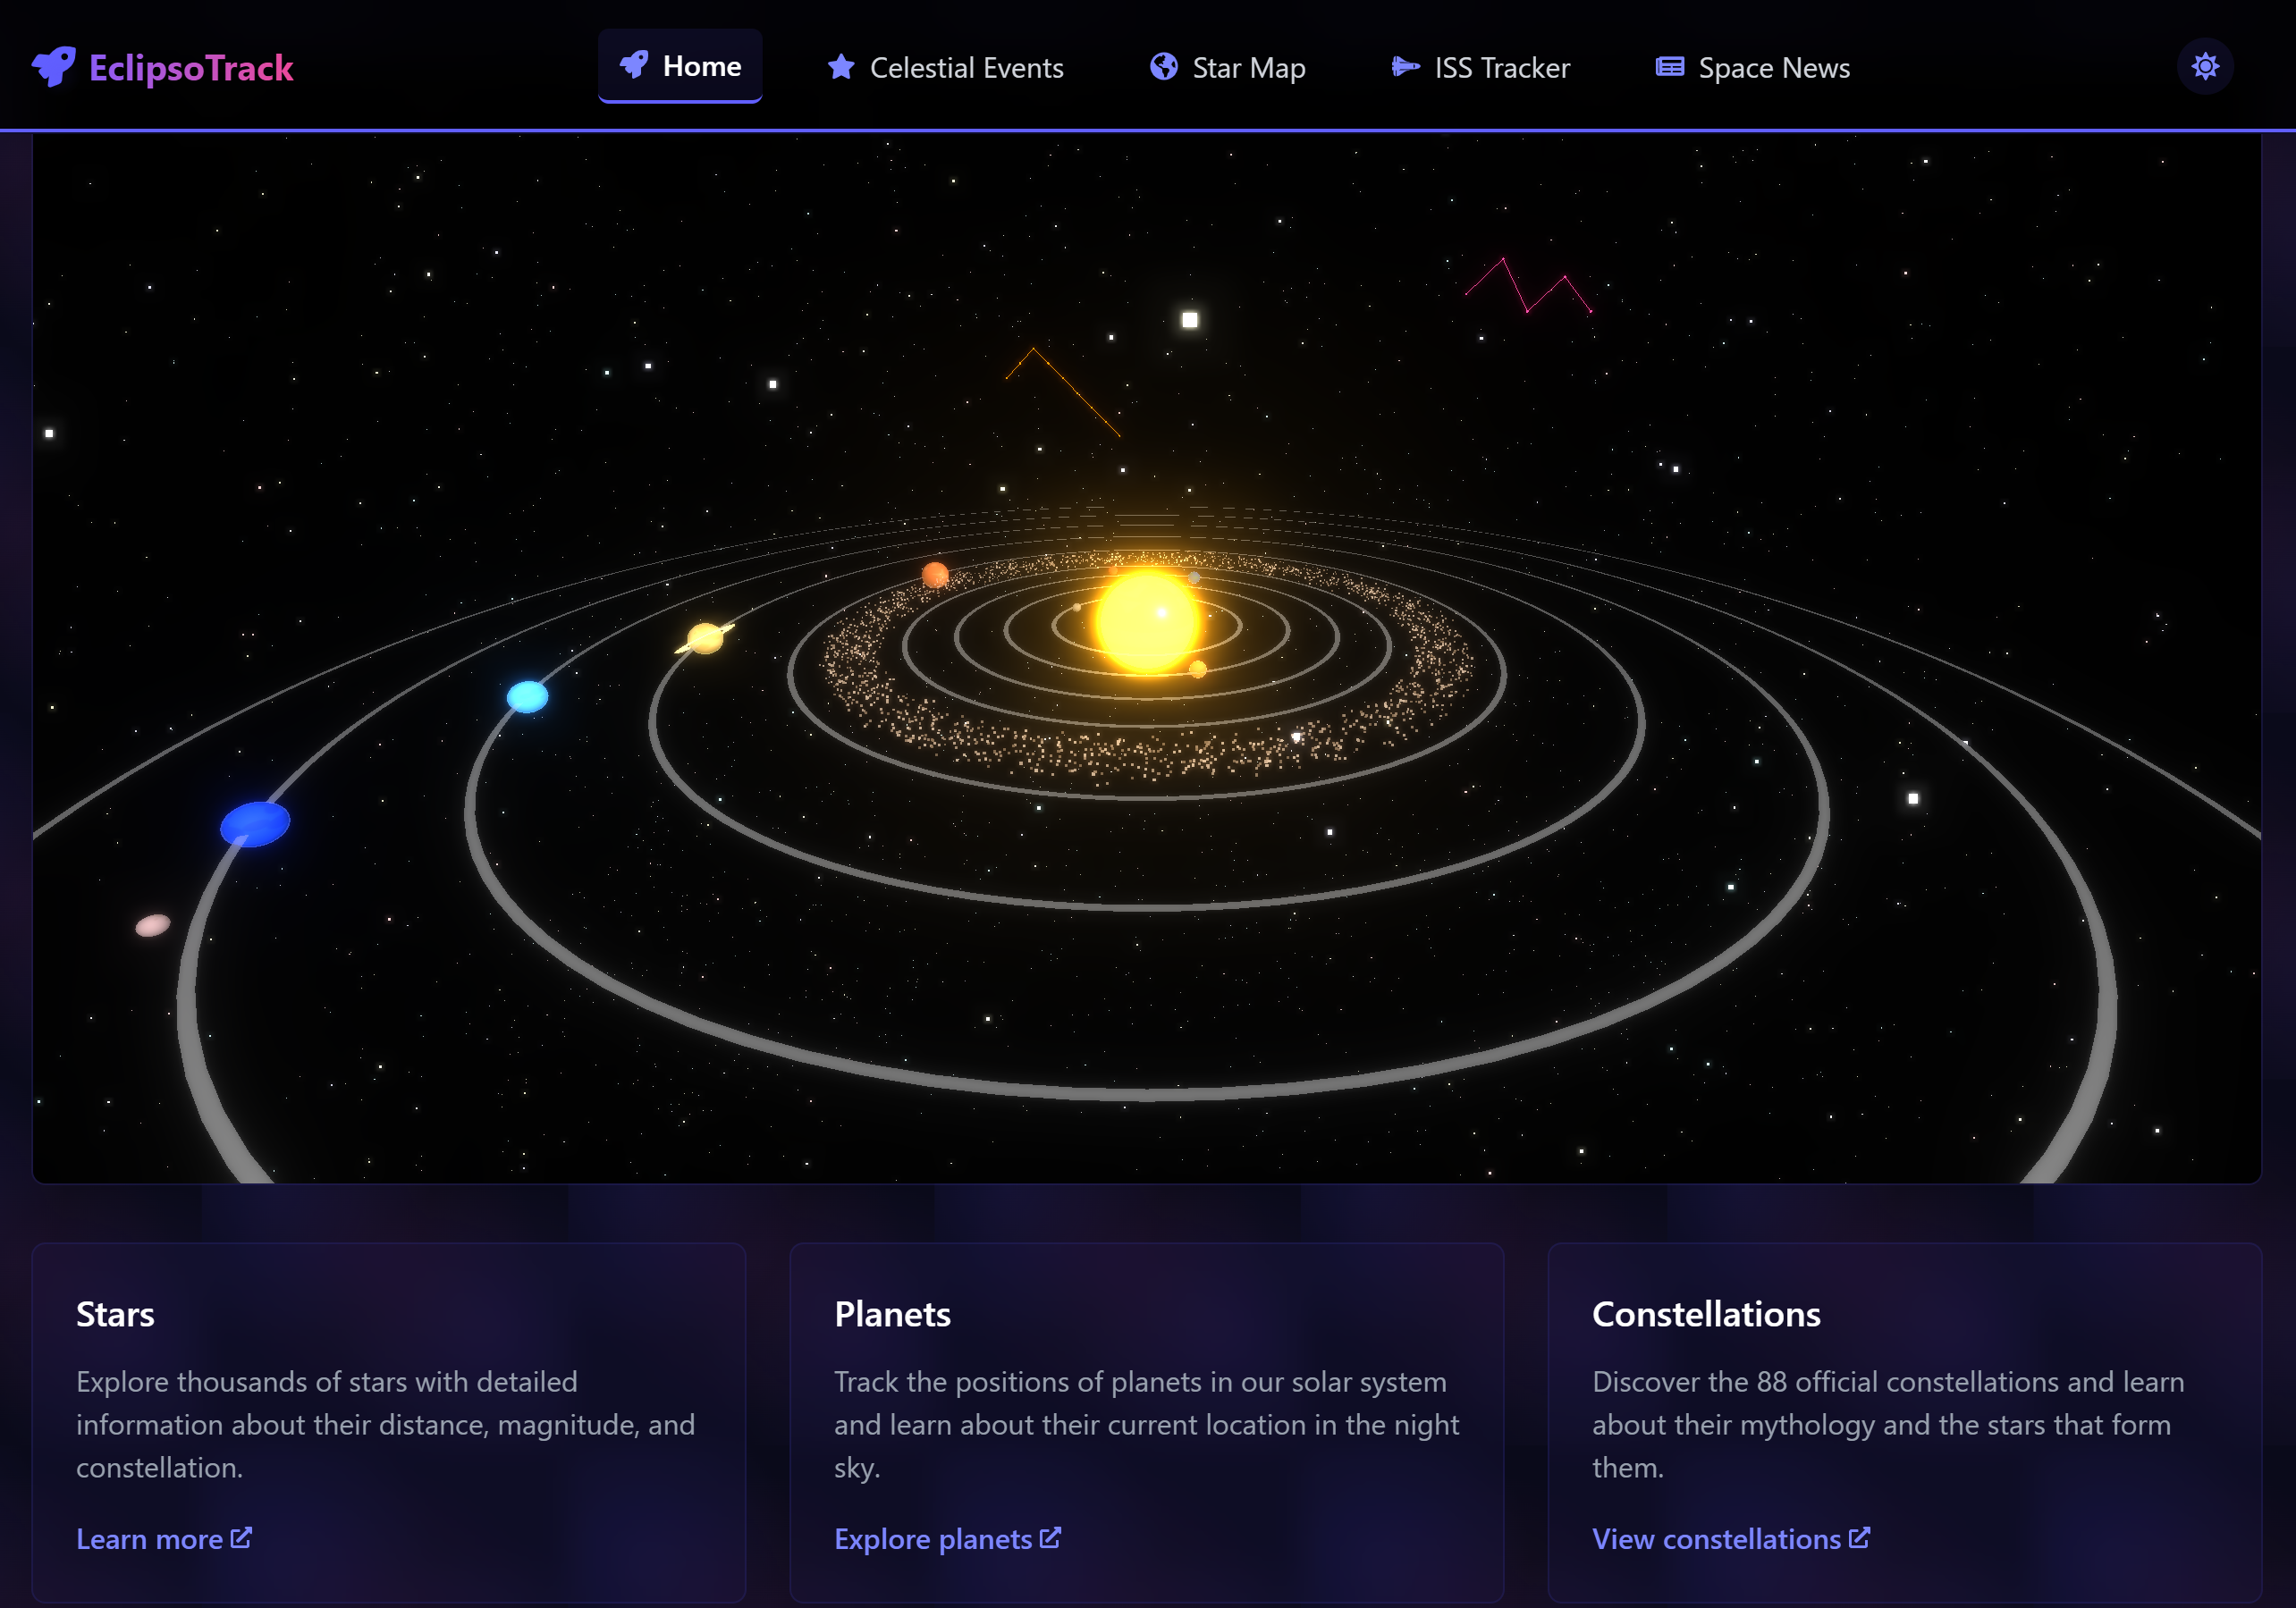 EclipsoTrack
Home
Celestial Events
Star Map
ISS Tracker
Space News
Stars
Explore thousands of stars with detailed
information about their distance, magnitude, and
constellation.
Learn more
Planets
Track the positions of planets in our solar system
and learn about their current location in the night
sky.
Explore planets
Constellations
Discover the 88 official constellations and learn
about their mythology and the stars that form
them.
View constellations